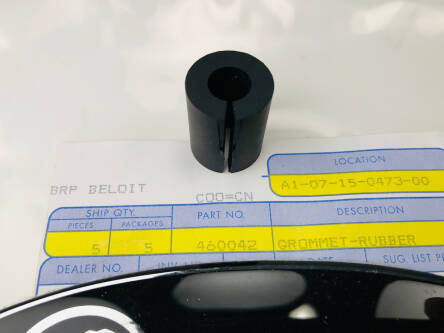 LOCATION
A1-07-15-0473-00
BRP BELOIT COO=CN
SHIP QTY. PART NO. DESCRIPTION
PIECES PACKAGES
5 5 460042 GROMMET-RUBBER
DEALER NO. DATE SUG. LIST